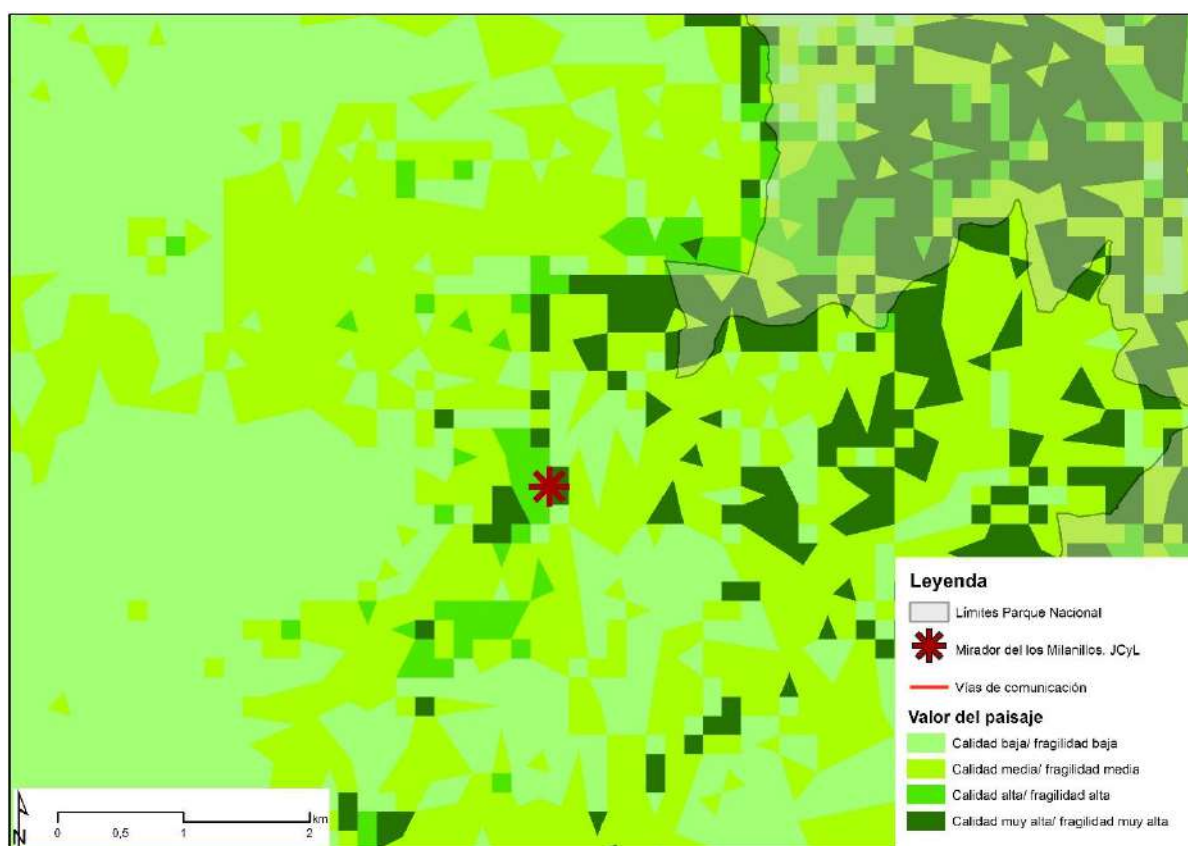 Leyenda
Límites Parque Nacional
Mirador del los Milanillos. JCyL
Vías de comunicación
Valor del paisaje
Calidad baja/ fragilidad baja
Calidad media/ fragilidad media
Calidad alta/ fragilidad alta
Calidad muy alta/ fragilidad muy alta
N
km
0 0,5 1 2